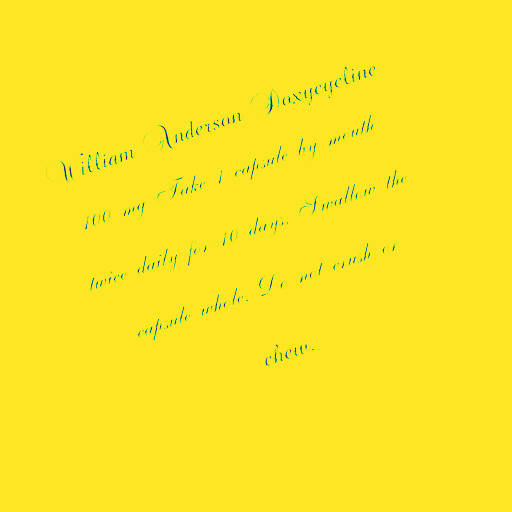 William Anderson Doxycycline
100 mg Take 1 capsule by mouth
twice daily for 10 days. Swallow the
capsule whole. Do not crush or
chew.